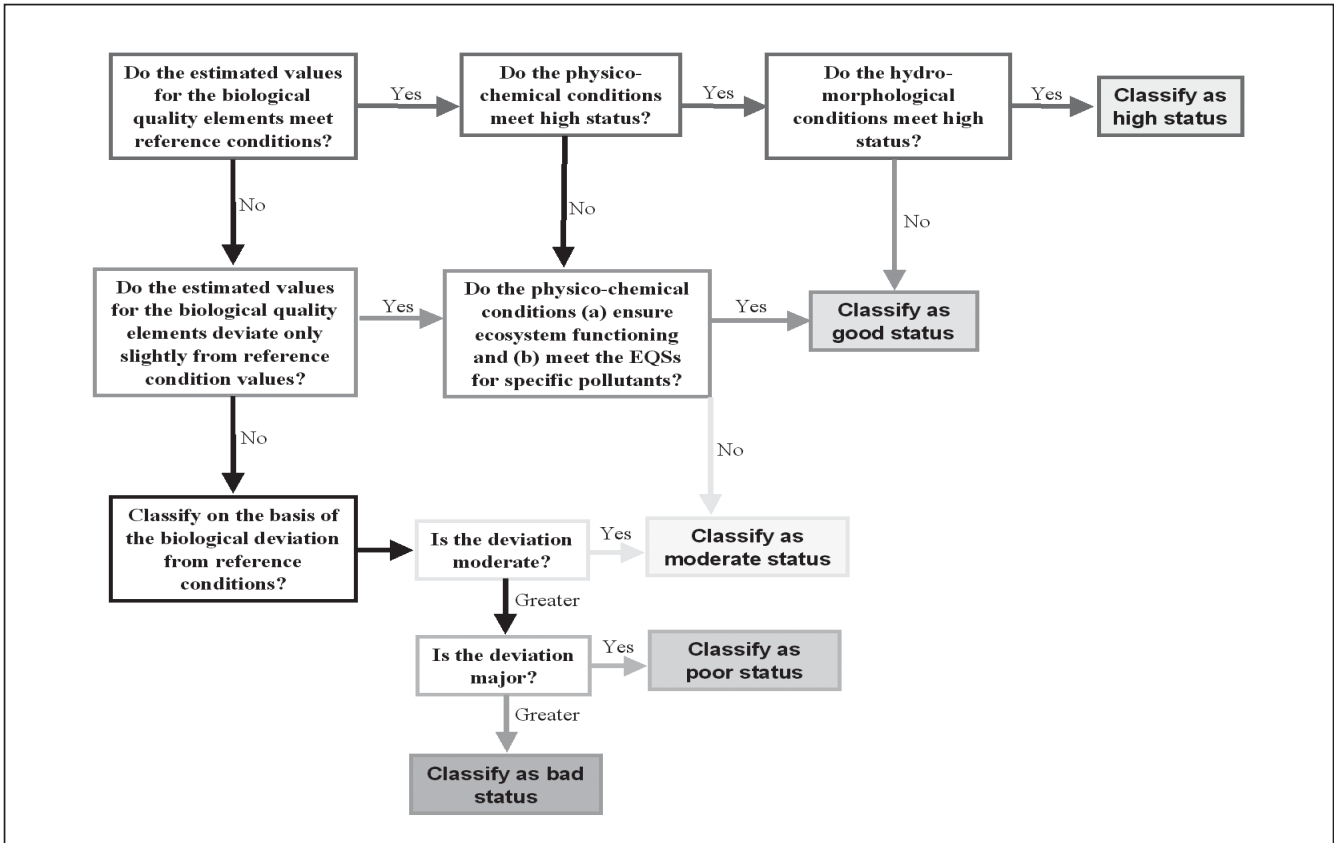 Do the estimated values
for the biological
quality elements meet
reference conditions?
Yes
Do the physico-
chemical conditions
meet high status?
Yes
Do the hydro-
morphological
conditions meet high
status?
Yes
Classify as
high status
No
No
No
Do the estimated values
for the biological quality
elements deviate only
slightly from reference
condition values?
Yes
Do the physico-chemical
conditions (a) ensure
ecosystem functioning
and (b) meet the EQSs
for specific pollutants?
Yes
Classify as
good status
No
No
Classify on the basis of
the biological deviation
from reference
conditions?
Is the deviation
moderate?
Yes
Classify as
moderate status
Greater
Is the deviation
major?
Yes
Classify as
poor status
Greater
Classify as bad
status